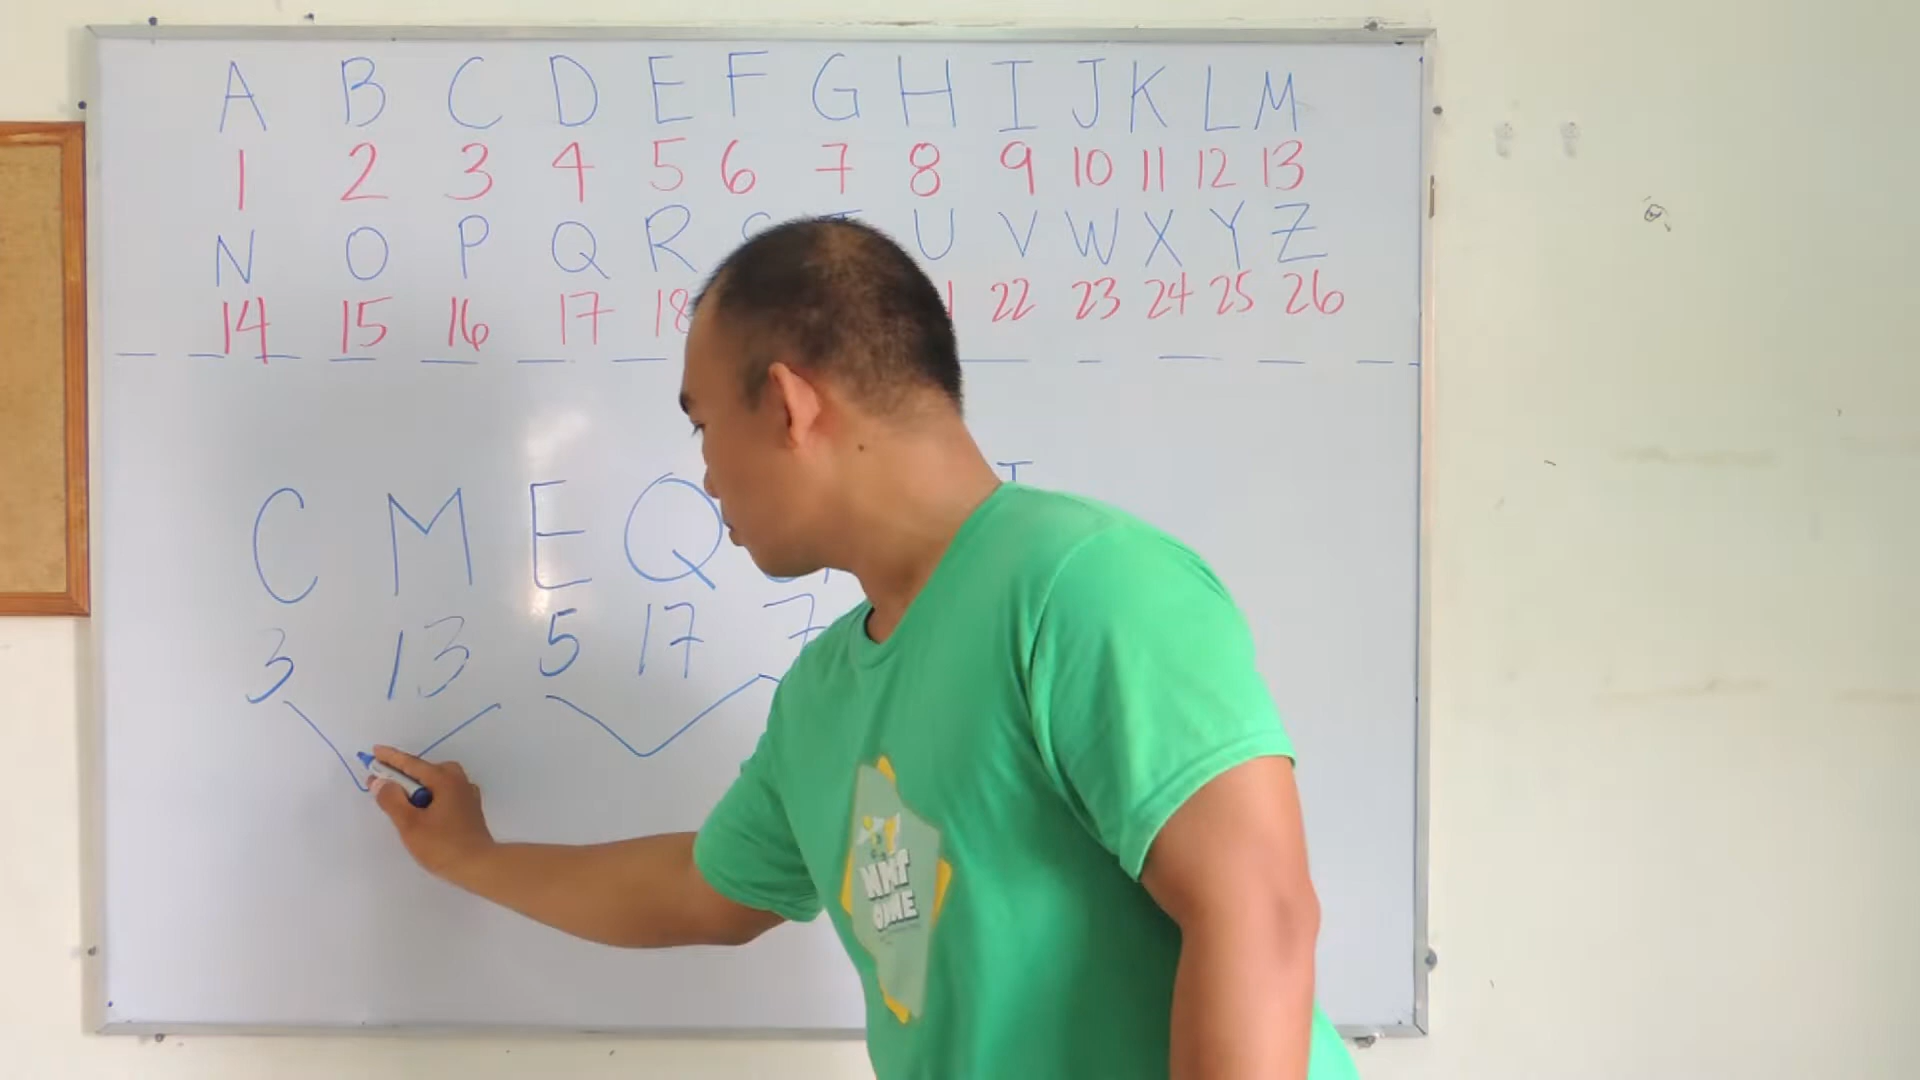 A B C D E F G H I J K L M
1 2 3 4 5 6 7 8 9 10 11 12 13
N O P Q R U V W X Y Z
14 15 16 17 18 22 23 24 25 26
C M E Q
3 13 5 17 7